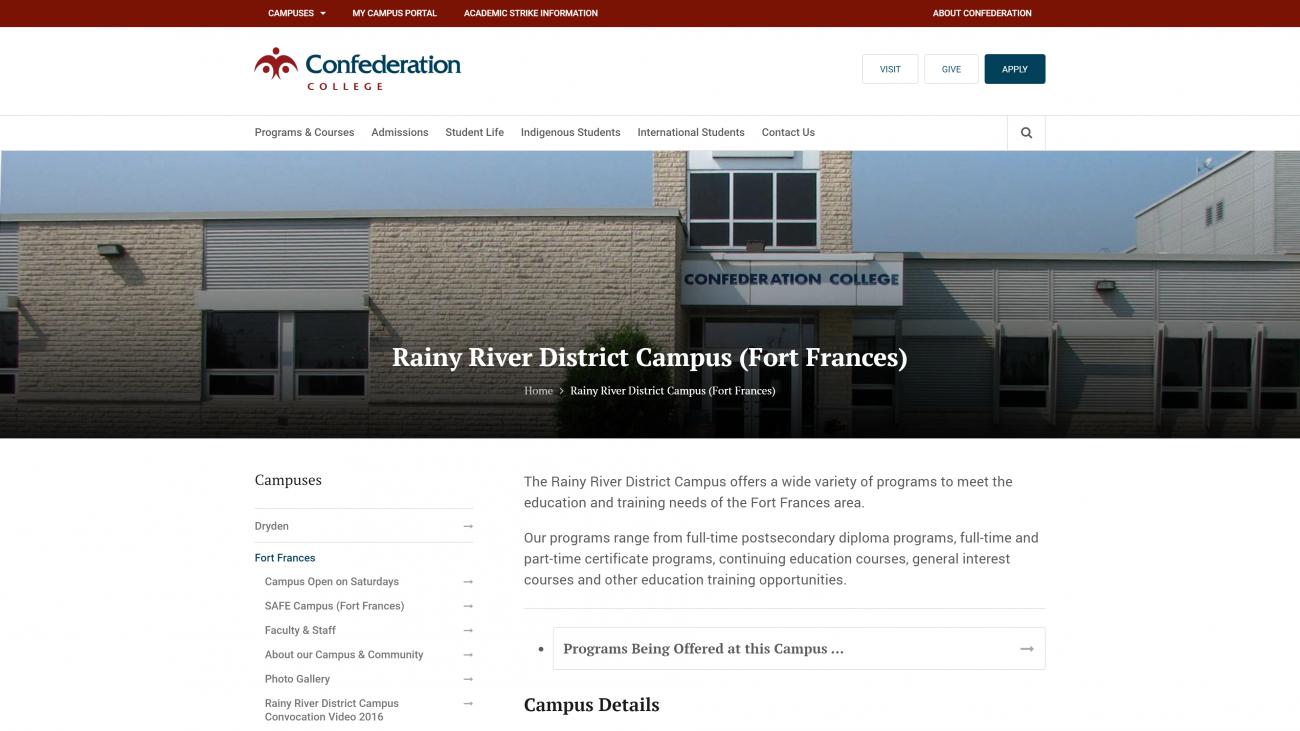 CAMPUSES
MY CAMPUS PORTAL
ACADEMIC STRIKE INFORMATION
ABOUT CONFEDERATION
Confederation
COLLEGE
VISIT
GIVE
APPLY
Programs & Courses
Admissions
Student Life
Indigenous Students
International Students
Contact Us
CONFEDERATION COLLEGE
Rainy River District Campus (Fort Frances)
Home > Rainy River District Campus (Fort Frances)
Campuses
Dryden
Fort Frances
Campus Open on Saturdays
SAFE Campus (Fort Frances)
Faculty & Staff
About our Campus & Community
Photo Gallery
Rainy River District Campus
Convocation Video 2016
The Rainy River District Campus offers a wide variety of programs to meet the
education and training needs of the Fort Frances area.
Our programs range from full-time postsecondary diploma programs, full-time and
part-time certificate programs, continuing education courses, general interest
courses and other education training opportunities.
• Programs Being Offered at this Campus ...
Campus Details